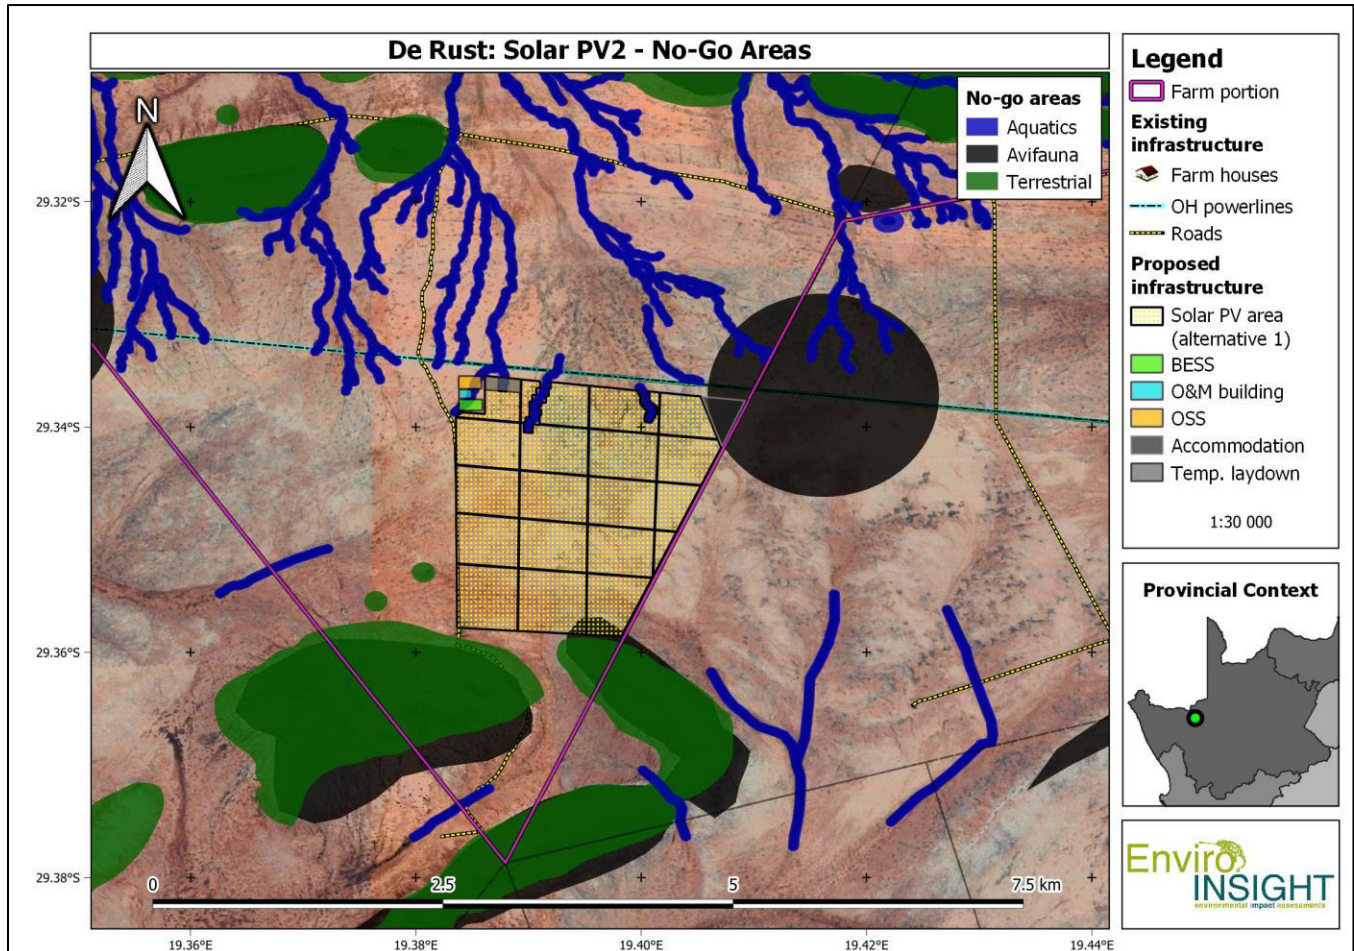 De Rust: Solar PV2 - No-Go Areas
N
No-go areas
Aquatics
Avifauna
Terrestrial
29.32°S
29.34°S
29.36°S
29.38°S
0
2.5
5
7.5 km
19.36°E
19.38°E
19.40°E
19.42°E
19.44°E
Legend
Farm portion
Existing
infrastructure
Farm houses
OH powerlines
Roads
Proposed
infrastructure
Solar PV area
(alternative 1)
BESS
O&M building
OSS
Accommodation
Temp. laydown
1:30 000
Provincial Context
Enviro
INSIGHT
environmental impact assessments